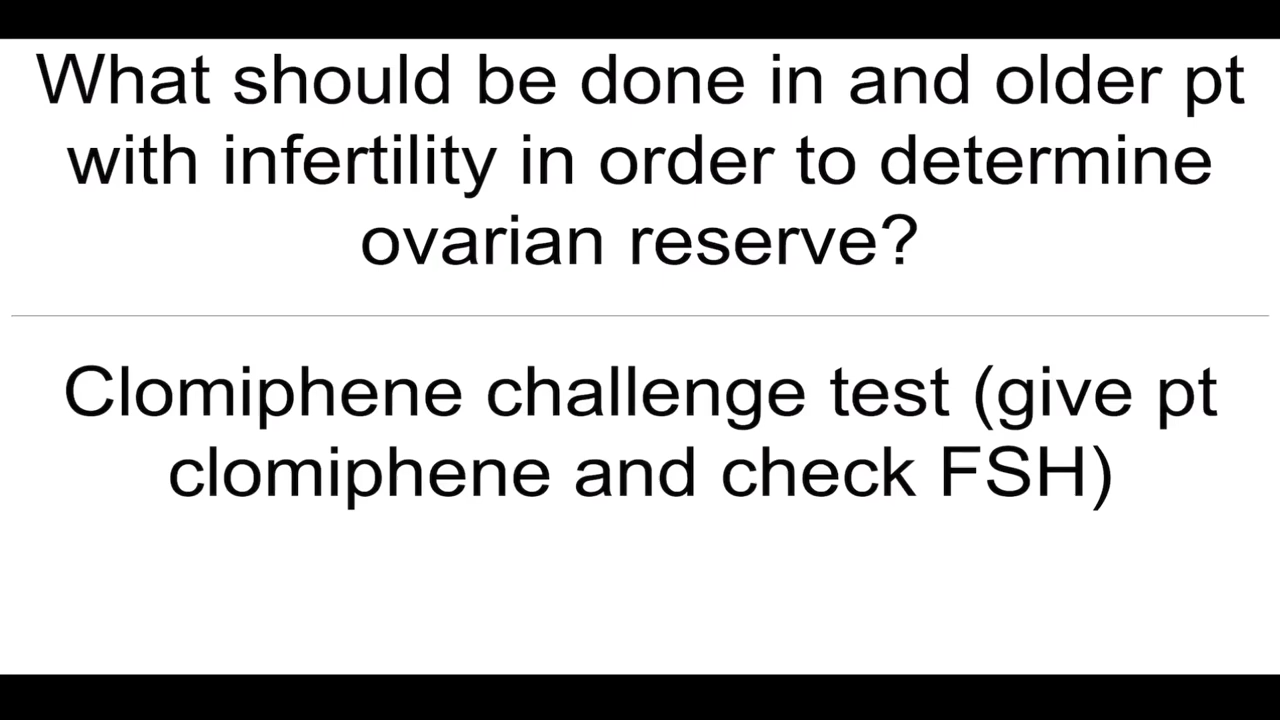 What should be done in and older pt
with infertility in order to determine
ovarian reserve?
Clomiphene challenge test (give pt
clomiphene and check FSH)